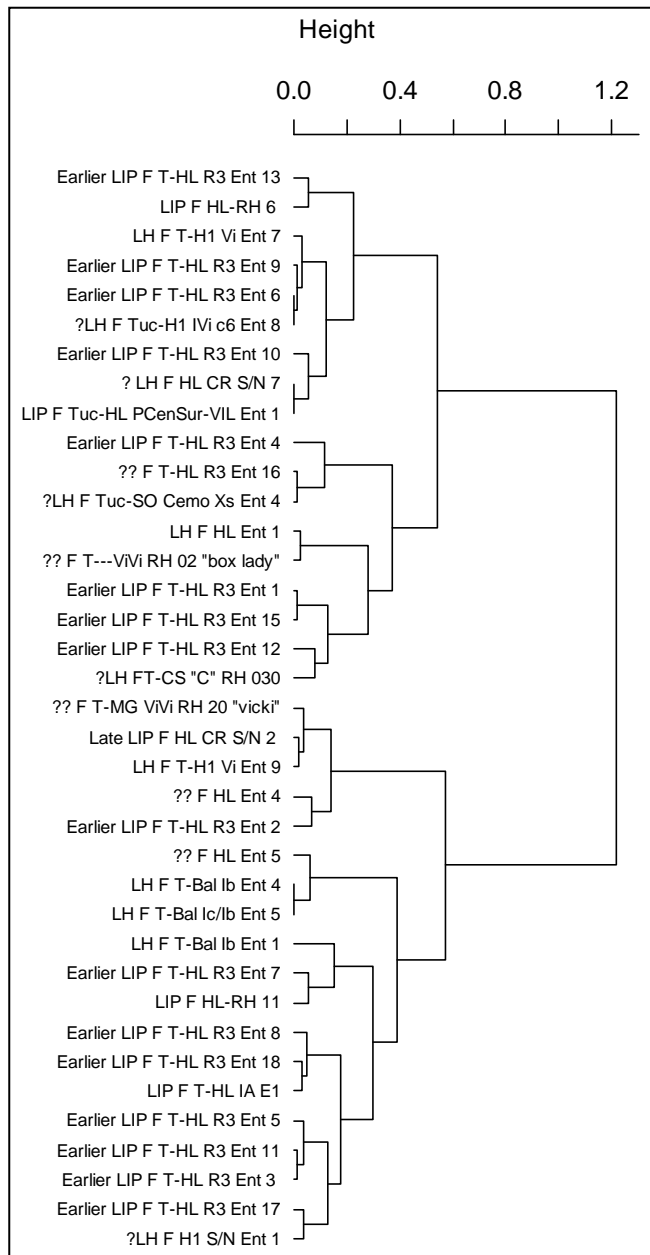 Height
0.0 0.4 0.8 1.2
Earlier LIP F T-HL R3 Ent 13
LIP F HL-RH 6
LH F T-H1 Vi Ent 7
Earlier LIP F T-HL R3 Ent 9
Earlier LIP F T-HL R3 Ent 6
?LH F Tuc-H1 IVi c6 Ent 8
Earlier LIP F T-HL R3 Ent 10
? LH F HL CR S/N 7
LIP F Tuc-HL PCenSur-VIL Ent 1
Earlier LIP F T-HL R3 Ent 4
?? F T-HL R3 Ent 16
?LH F Tuc-SO Cemo Xs Ent 4
LH F HL Ent 1
?? F T---ViVi RH 02 "box lady"
Earlier LIP F T-HL R3 Ent 1
Earlier LIP F T-HL R3 Ent 15
Earlier LIP F T-HL R3 Ent 12
?LH FT-CS "C" RH 030
?? F T-MG ViVi RH 20 "vicki"
Late LIP F HL CR S/N 2
LH F T-H1 Vi Ent 9
?? F HL Ent 4
Earlier LIP F T-HL R3 Ent 2
?? F HL Ent 5
LH F T-Bal Ib Ent 4
LH F T-Bal Ic/Ib Ent 5
LH F T-Bal Ib Ent 1
Earlier LIP F T-HL R3 Ent 7
LIP F HL-RH 11
Earlier LIP F T-HL R3 Ent 8
Earlier LIP F T-HL R3 Ent 18
LIP F T-HL IA E1
Earlier LIP F T-HL R3 Ent 5
Earlier LIP F T-HL R3 Ent 11
Earlier LIP F T-HL R3 Ent 3
Earlier LIP F T-HL R3 Ent 17
?LH F H1 S/N Ent 1